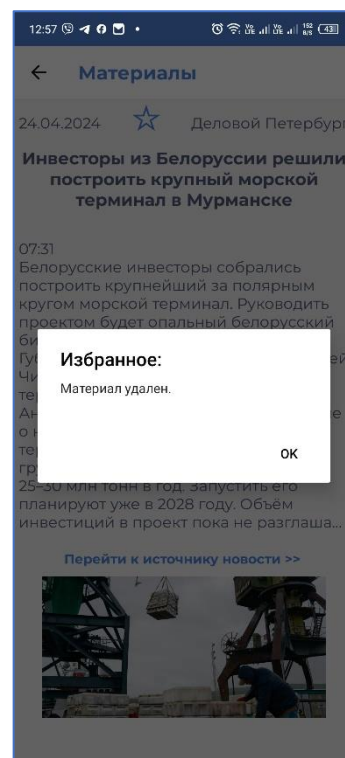 12:57
Материалы
24.04.2024 Деловой Петербур
Инвесторы из Белоруссии решили
построить крупный морской
терминал в Мурманске
07:31
Белорусские инвесторы собрались
построить крупнейший за полярным
кругом морской терминал. Руководить
проектом будет опальный белорусский
Избранное:
Материал удален.
ОК
25–30 млн тонн в год. Запустить его
планируют уже в 2028 году. Объём
инвестиций в проект пока не разглаша...
Перейти к источнику новости >>